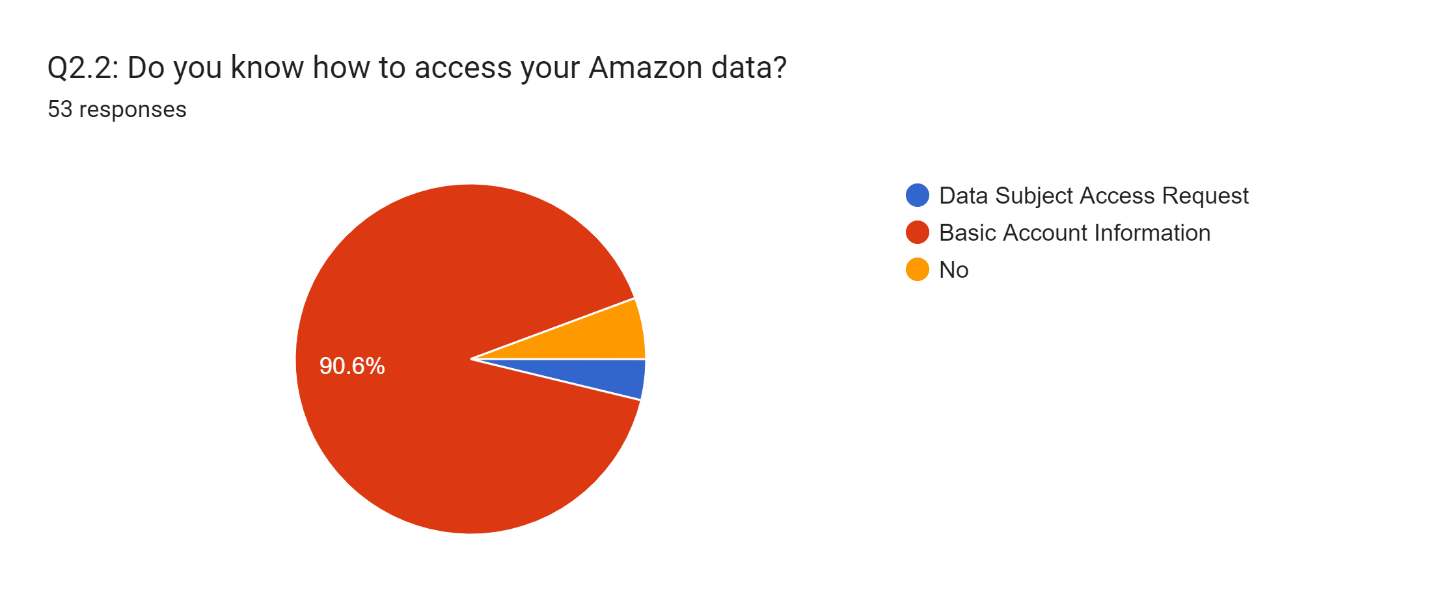 Q2.2: Do you know how to access your Amazon data?
53 responses
Data Subject Access Request
Basic Account Information
No
90.6%